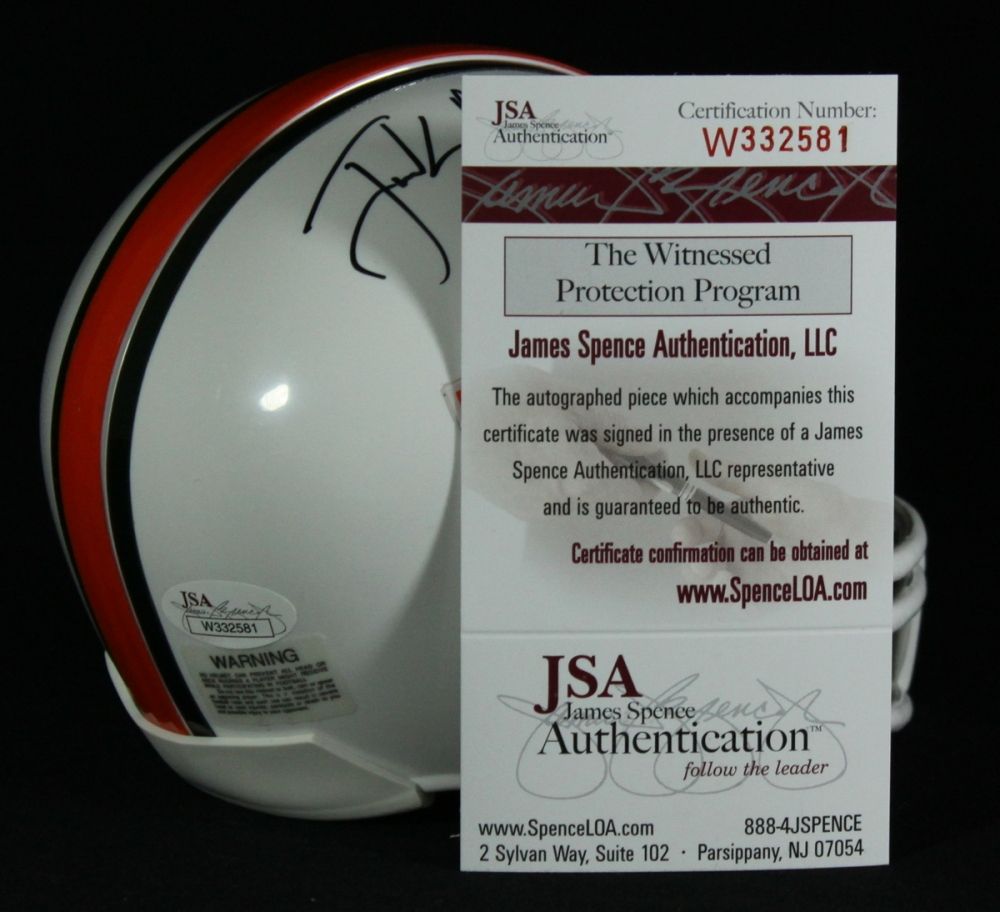 JSA
James Spence
Authentication
Certification Number:
W332581
James Spence
The Witnessed
Protection Program
James Spence Authentication, LLC
The autographed piece which accompanies this
certificate was signed in the presence of a James
Spence Authentication, LLC representative
and is guaranteed to be authentic.
Certificate confirmation can be obtained at
www.SpenceLOA.com
JSA
James Spence
Authentication™
follow the leader
www.SpenceLOA.com
888-4JSPENCE
2 Sylvan Way, Suite 102 · Parsippany, NJ 07054
JSA
W332581
WARNING